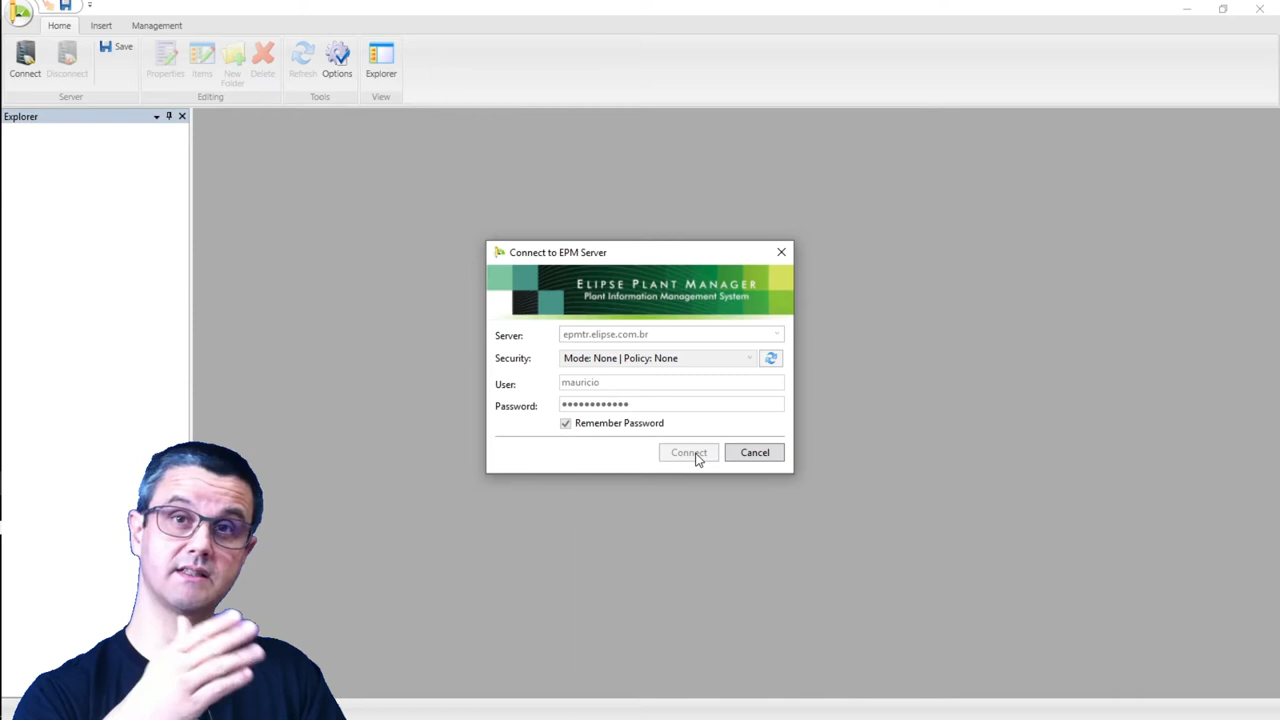 Home Insert Management
Connect Disconnect Save Properties Items New Folder Delete Refresh Options Explorer
Server Editing Tools View
Explorer
Connect to EPM Server
ELIPSE PLANT MANAGER
Plant Information Management System
Server: epmtr.elipse.com.br
Security: Mode: None | Policy: None
User: mauricio
Password: ••••••••••••
Remember Password
Connect Cancel